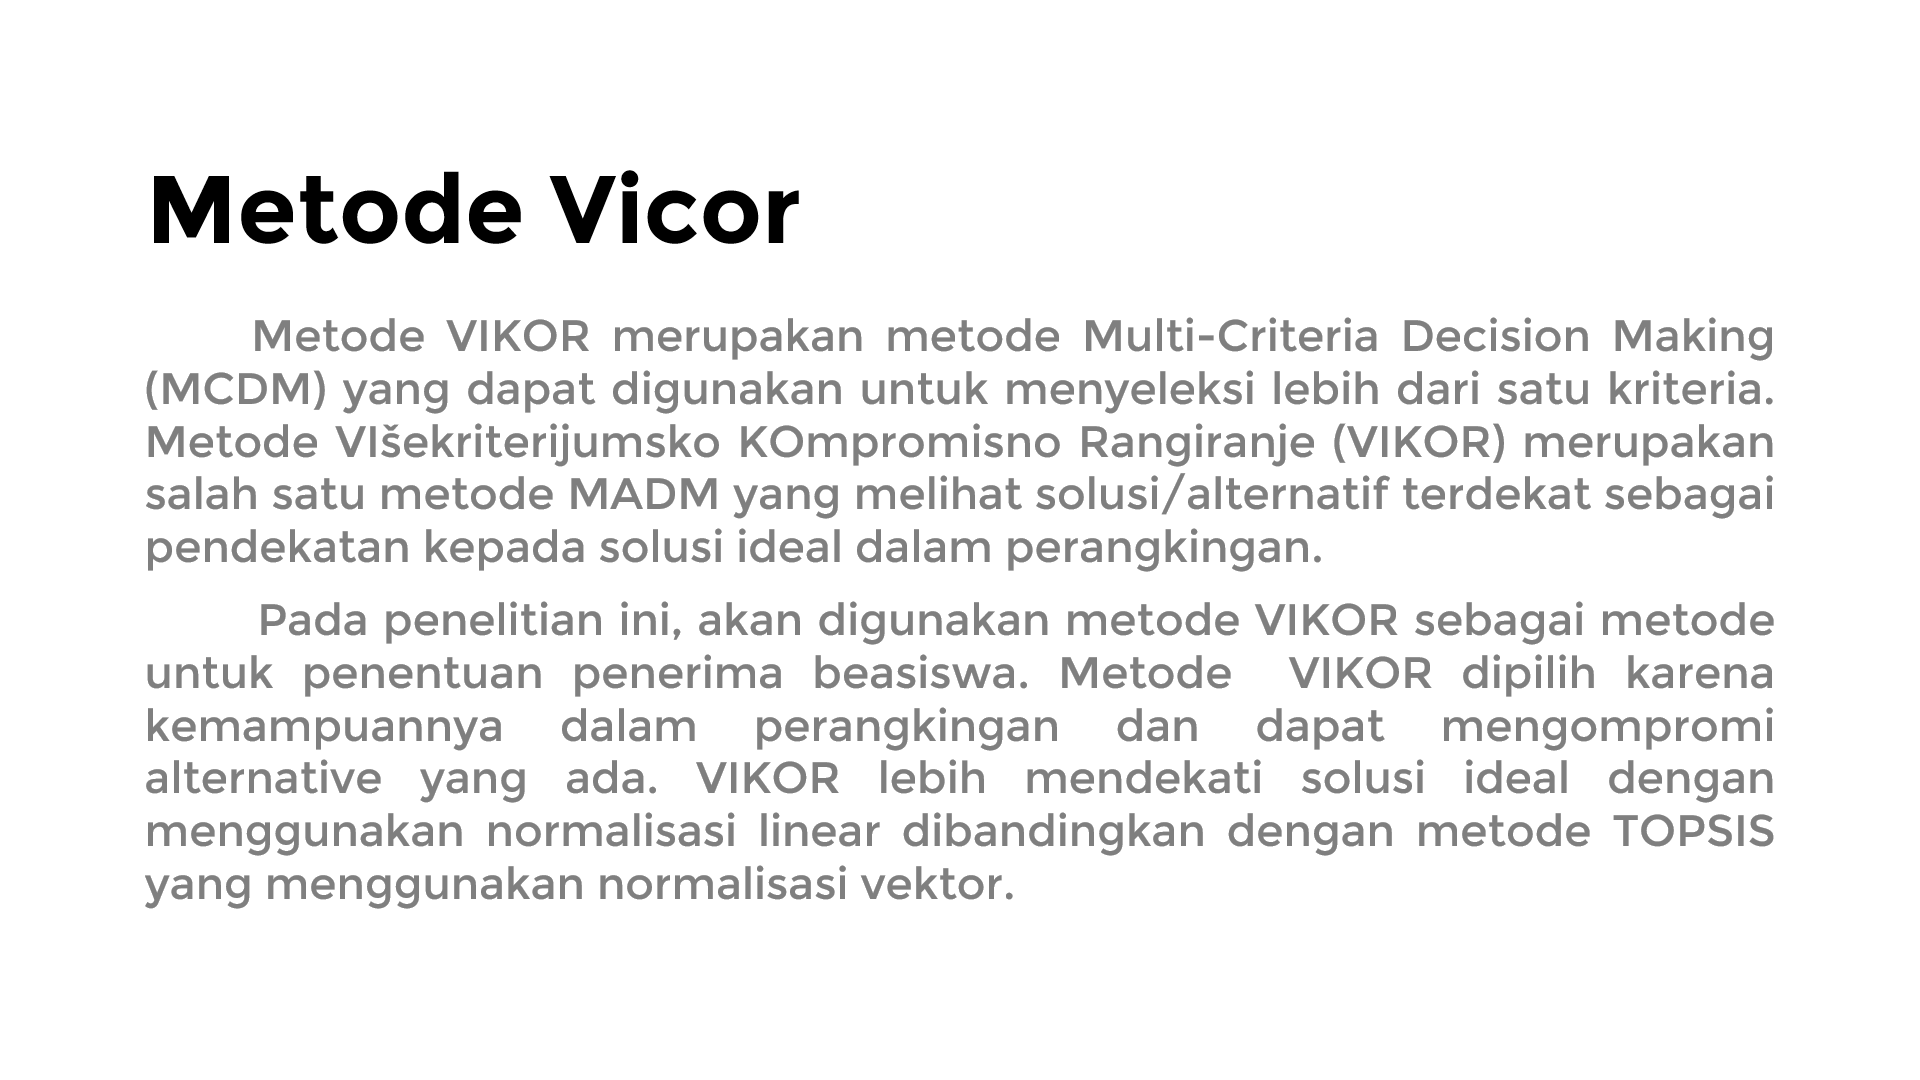 Metode Vicor
Metode VIKOR merupakan metode Multi-Criteria Decision Making
(MCDM) yang dapat digunakan untuk menyeleksi lebih dari satu kriteria.
Metode VIšekriterijumsko KOmpromisno Rangiranje (VIKOR) merupakan
salah satu metode MADM yang melihat solusi/alternatif terdekat sebagai
pendekatan kepada solusi ideal dalam perangkingan.
Pada penelitian ini, akan digunakan metode VIKOR sebagai metode
untuk penentuan penerima beasiswa. Metode VIKOR dipilih karena
kemampuannya dalam perangkingan dan dapat mengompromi
alternative yang ada. VIKOR lebih mendekati solusi ideal dengan
menggunakan normalisasi linear dibandingkan dengan metode TOPSIS
yang menggunakan normalisasi vektor.